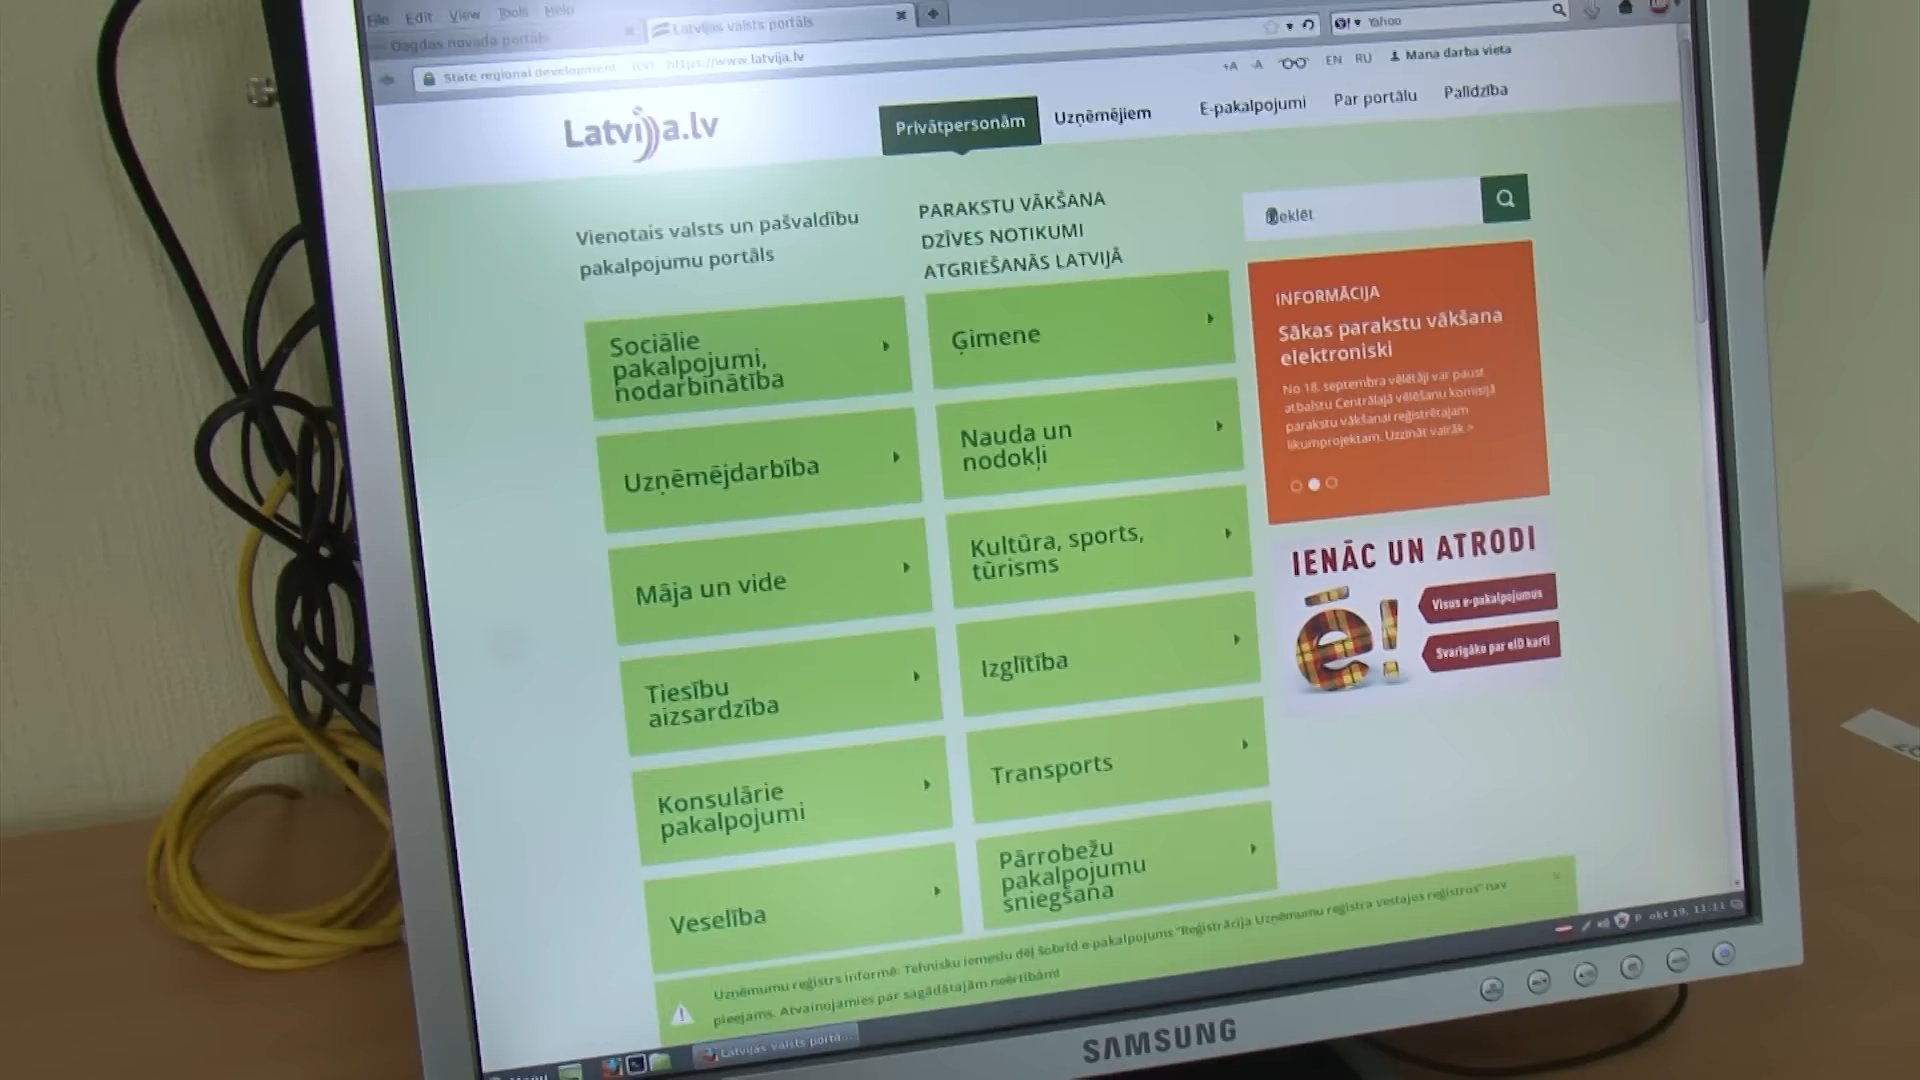 File Edit View Tools Help
Dagdas novada portāls
Latvijas valsts portāls
State regional development
https://www.latvija.lv
Yahoo
+A -A EN RU Mana darba vieta
Latvija.lv
Privātpersonām
Uzņēmējiem
E-pakalpojumi
Par portālu
Palīdzība
Vienotais valsts un pašvaldību
pakalpojumu portāls
PARAKSTU VĀKŠANA
DZĪVES NOTIKUMI
ATGRIEŠANĀS LATVIJĀ
Meklēt
Sociālie
pakalpojumi,
nodarbinātība
Ģimene
Uzņēmējdarbība
Nauda un
nodokļi
Māja un vide
Kultūra, sports,
tūrisms
Tiesību
aizsardzība
Izglītība
Konsulārie
pakalpojumi
Transports
Veselība
Pārrobežu
pakalpojumu
sniegšana
INFORMĀCIJA
Sākas parakstu vākšana
elektroniski
No 18. septembra vēlētāji var paust
atbalstu Centrālajā vēlēšanu komisijā
parakstu vākšanai reģistrētajam
likumprojektam. Uzzināt vairāk >
IENĀC UN ATRODI
ē!
Visus e-pakalpojumus
Svarīgāko par eID karti
Uzņēmumu reģistrs informē: Tehnisku iemeslu dēļ šobrīd e-pakalpojums "Reģistrācija Uzņēmumu reģistra vestajos reģistros" nav
pieejams. Atvainojamies par sagādātajām neērtībām!
Menu
Latvijas valsts portā...
P okt 19, 11:11
SAMSUNG